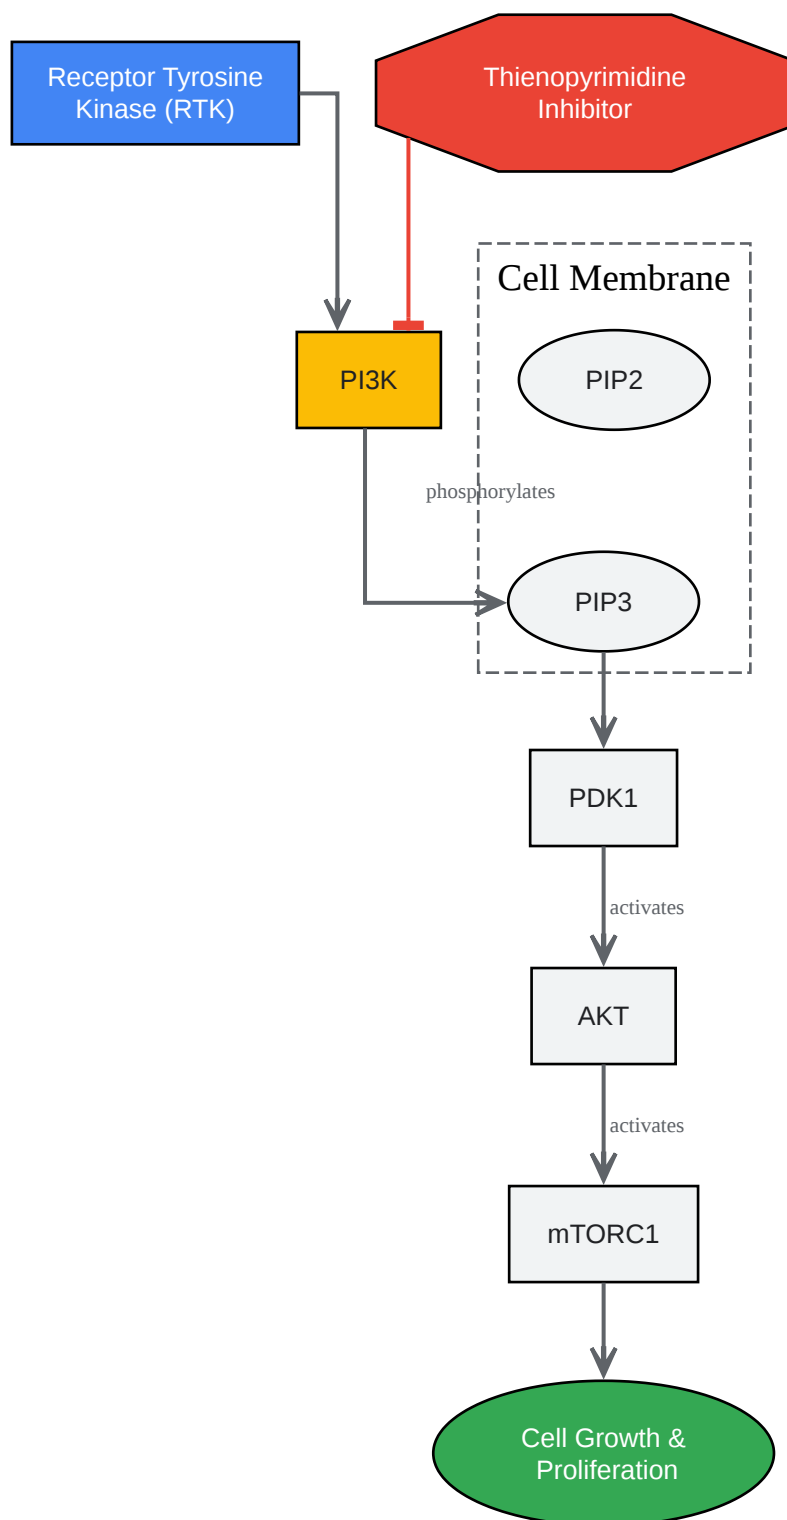 Receptor Tyrosine
Kinase (RTK)
Thienopyrimidine
Inhibitor
Cell Membrane
PI3K
PIP2
phosphorylates
PIP3
PDK1
activates
AKT
activates
mTORC1
Cell Growth &
Proliferation